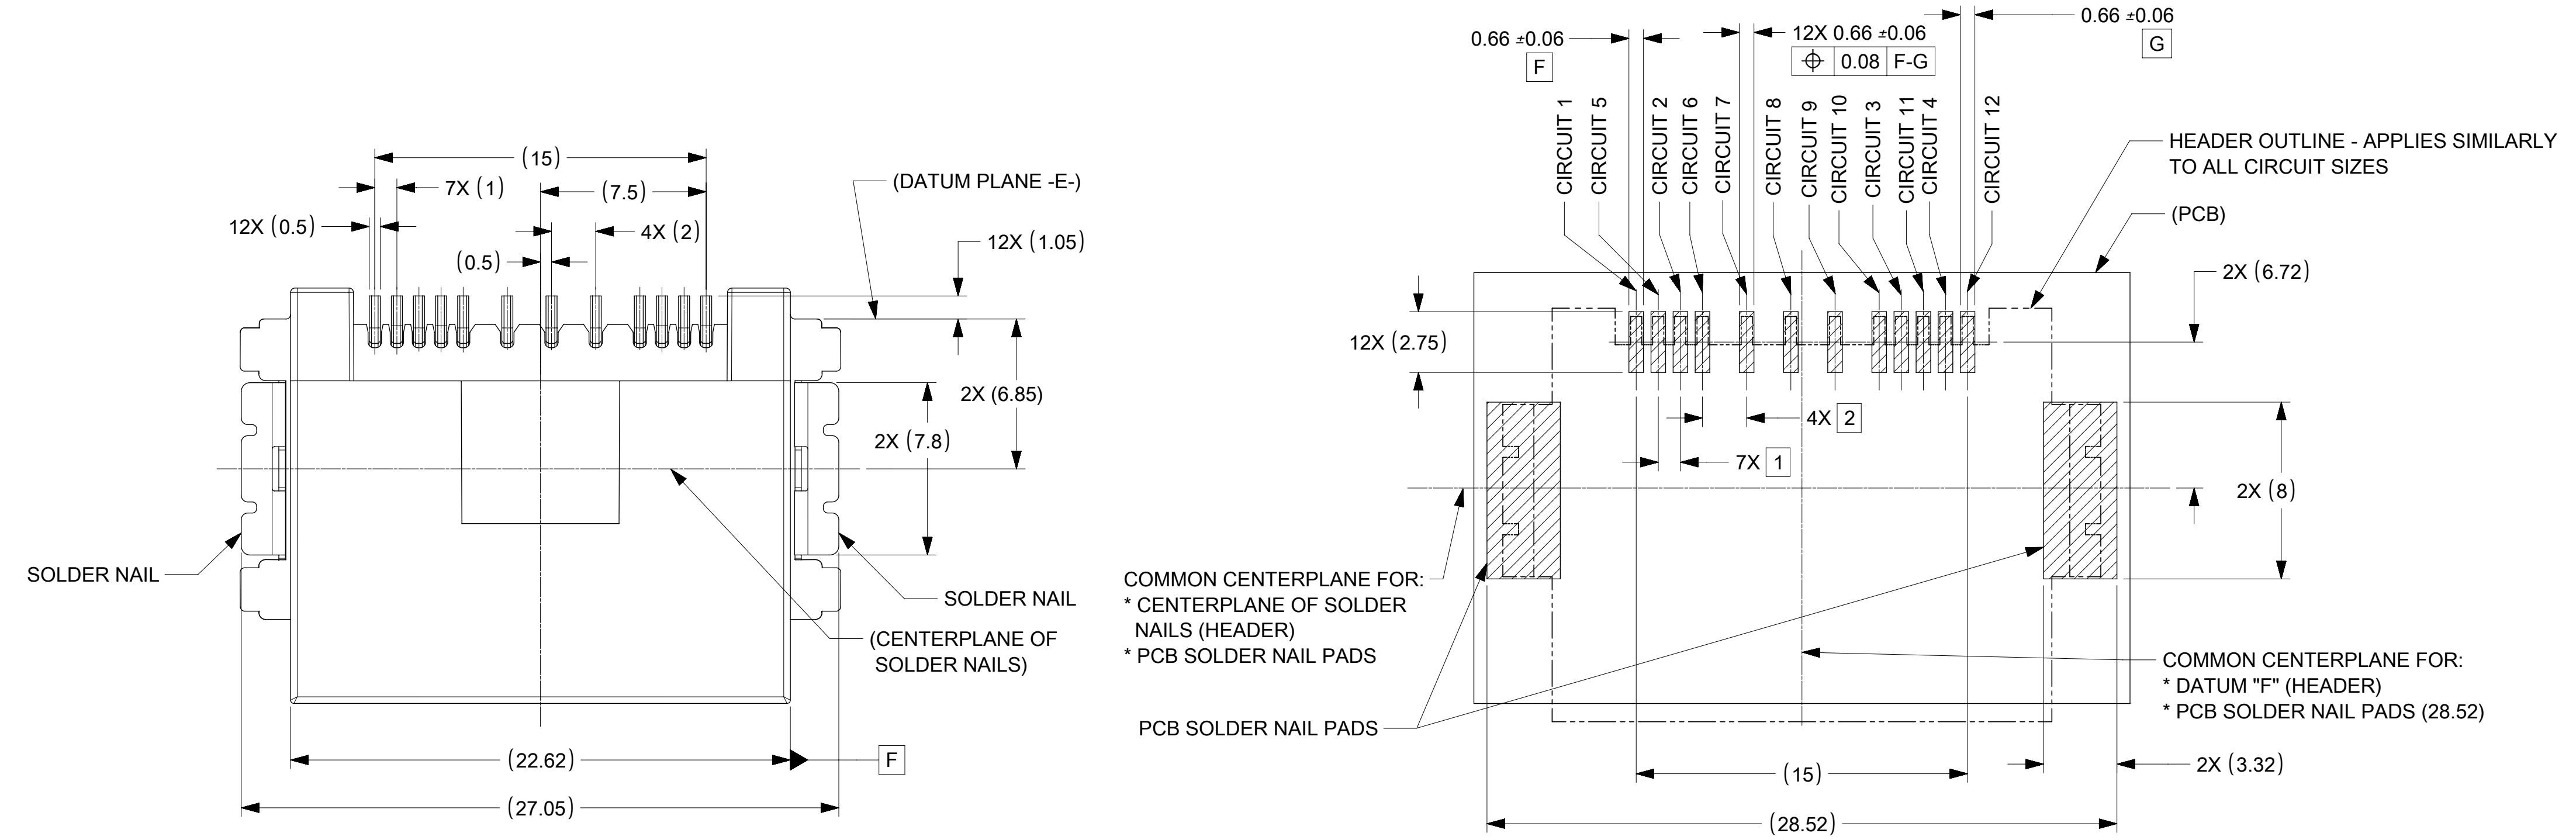 (15)
7X (1)
(7.5)
12X (0.5)
4X (2)
(0.5)
(DATUM PLANE -E-)
12X (1.05)
2X (6.85)
2X (7.8)
SOLDER NAIL
SOLDER NAIL
(CENTERPLANE OF
SOLDER NAILS)
(22.62)
F
(27.05)
0.66 ±0.06
F
12X 0.66 ±0.06
⌖ 0.08 F-G
0.66 ±0.06
G
CIRCUIT 1
CIRCUIT 5
CIRCUIT 2
CIRCUIT 6
CIRCUIT 7
CIRCUIT 8
CIRCUIT 9
CIRCUIT 10
CIRCUIT 3
CIRCUIT 11
CIRCUIT 4
CIRCUIT 12
HEADER OUTLINE - APPLIES SIMILARLY
TO ALL CIRCUIT SIZES
(PCB)
2X (6.72)
12X (2.75)
4X 2
7X 1
2X (8)
COMMON CENTERPLANE FOR:
* CENTERPLANE OF SOLDER
NAILS (HEADER)
* PCB SOLDER NAIL PADS
PCB SOLDER NAIL PADS
COMMON CENTERPLANE FOR:
* DATUM "F" (HEADER)
* PCB SOLDER NAIL PADS (28.52)
2X (3.32)
(15)
(28.52)